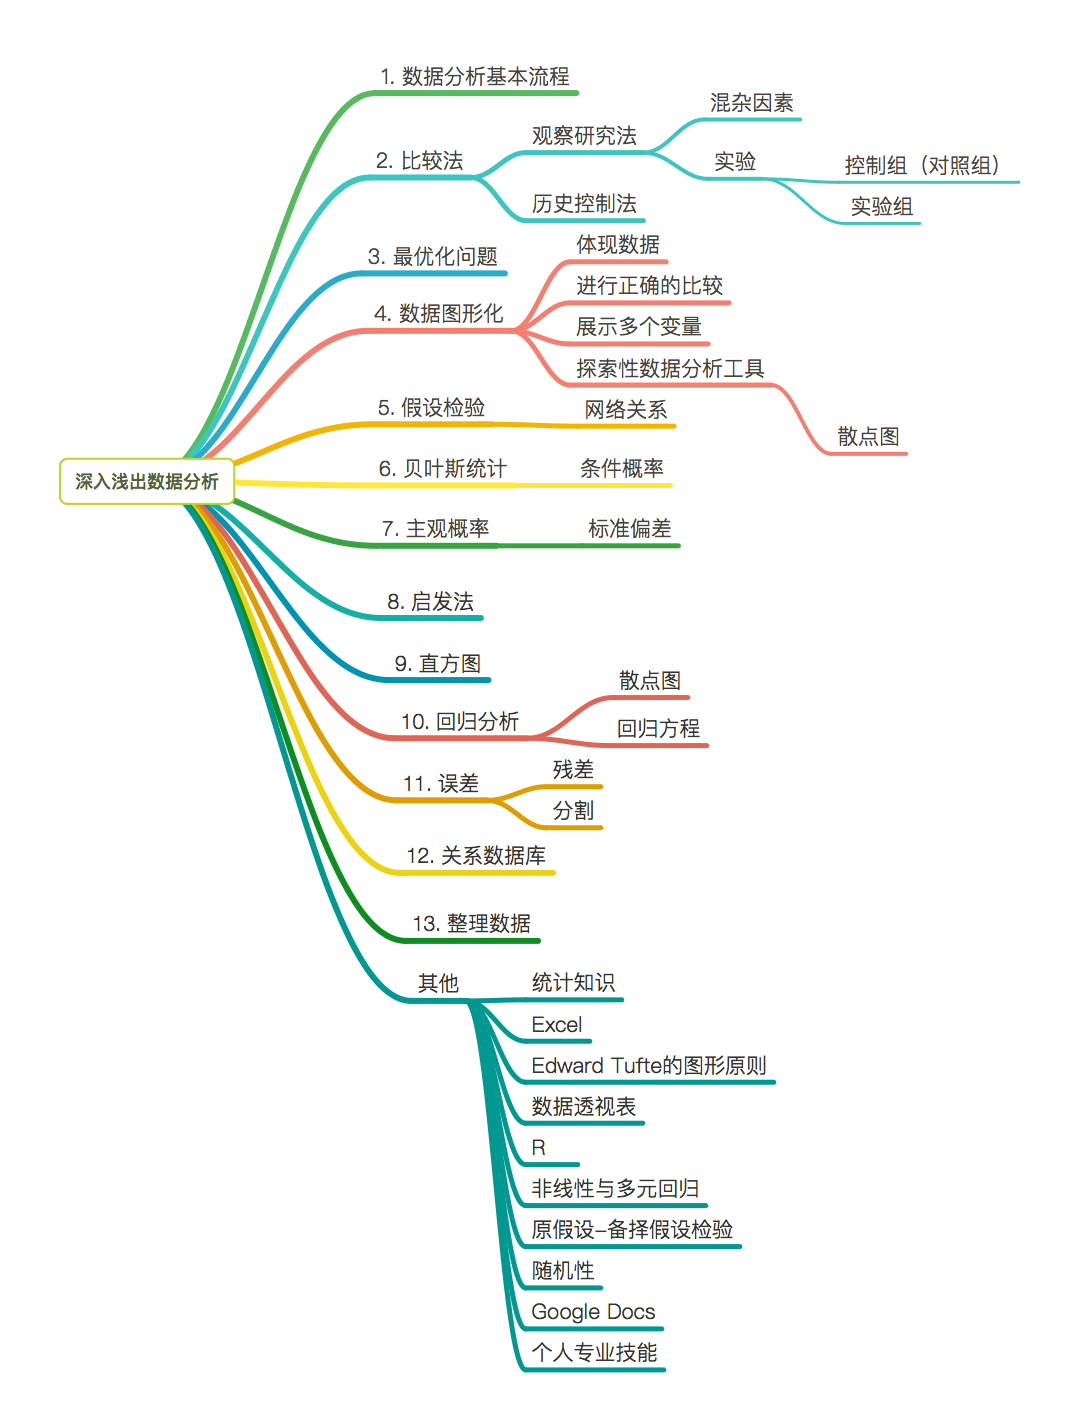 深入浅出数据分析
1. 数据分析基本流程
2. 比较法
观察研究法
混杂因素
实验
控制组（对照组）
实验组
历史控制法
3. 最优化问题
4. 数据图形化
体现数据
进行正确的比较
展示多个变量
探索性数据分析工具
散点图
5. 假设检验
网络关系
6. 贝叶斯统计
条件概率
7. 主观概率
标准偏差
8. 启发法
9. 直方图
10. 回归分析
散点图
回归方程
11. 误差
残差
分割
12. 关系数据库
13. 整理数据
其他
统计知识
Excel
Edward Tufte的图形原则
数据透视表
R
非线性与多元回归
原假设–备择假设检验
随机性
Google Docs
个人专业技能